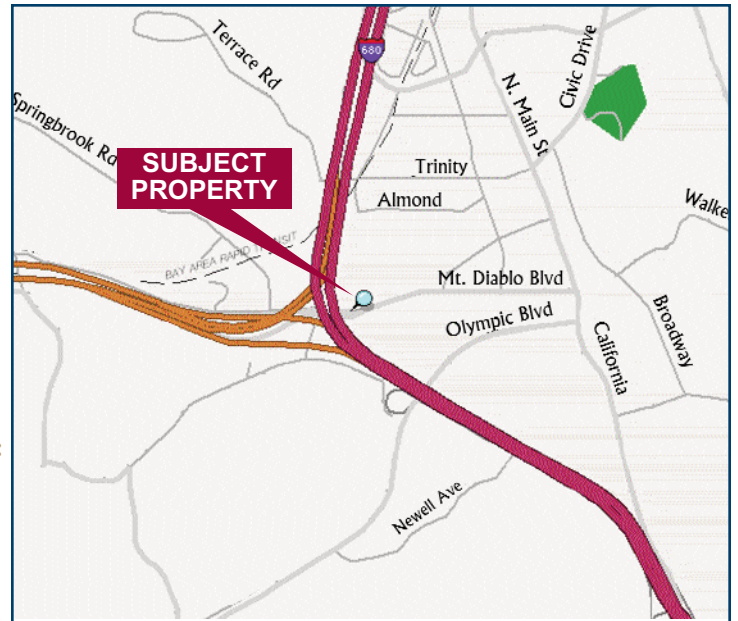 680
Terrace Rd
Civic Drive
N. Main St
Springbrook Rd
SUBJECT
PROPERTY
Trinity
Almond
Walke
BAY AREA RAPID TRANSIT
Mt. Diablo Blvd
Olympic Blvd
Broadway
California
Newell Ave